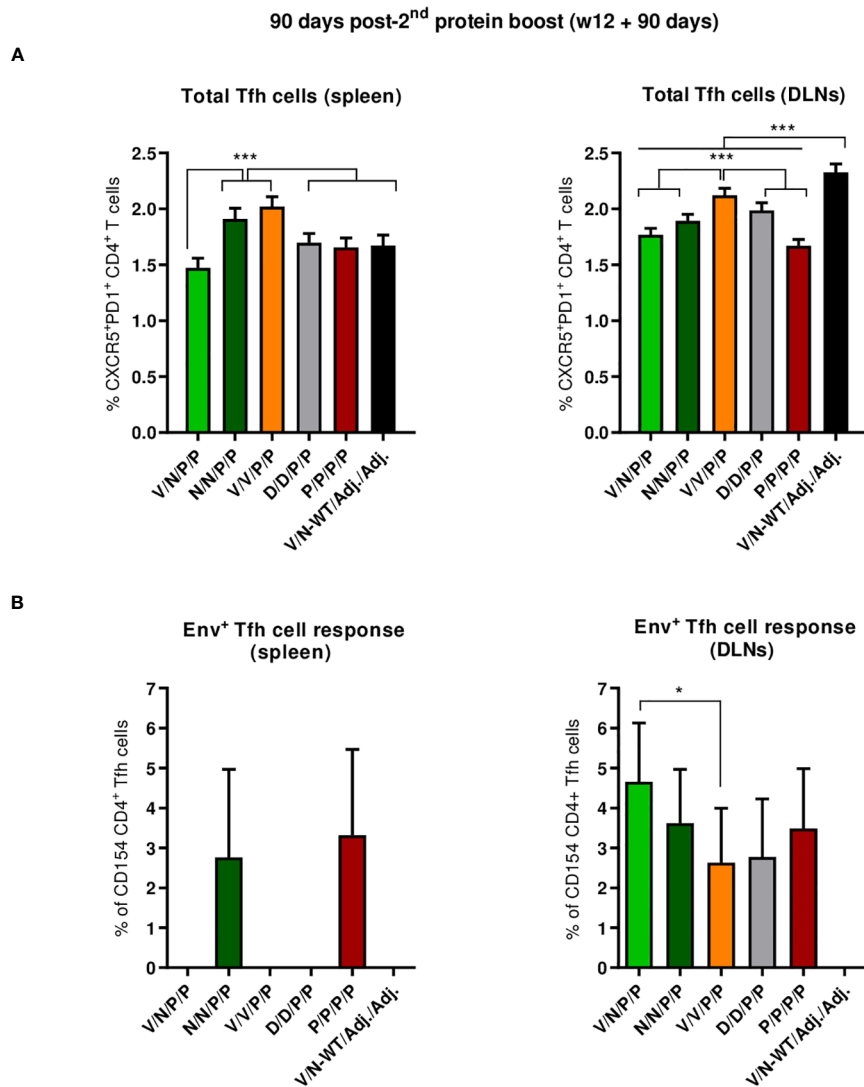 90 days post-2nd protein boost (w12 + 90 days)
A
Total Tfh cells (spleen)
% CXCR5+PD1+ CD4+ T cells
2.5
2.0
1.5
1.0
0.5
0.0
***
V/N/P/P
N/N/P/P
V/V/P/P
D/D/P/P
P/P/P/P
V/N-WT/Adj./Adj.
Total Tfh cells (DLNs)
% CXCR5+PD1+ CD4+ T cells
2.5
2.0
1.5
1.0
0.5
0.0
***
***
V/N/P/P
N/N/P/P
V/V/P/P
D/D/P/P
P/P/P/P
V/N-WT/Adj./Adj.
B
Env+ Tfh cell response
(spleen)
% of CD154 CD4+ Tfh cells
7
6
5
4
3
2
1
0
V/N/P/P
N/N/P/P
V/V/P/P
D/D/P/P
P/P/P/P
V/N-WT/Adj./Adj.
Env+ Tfh cell response
(DLNs)
% of CD154 CD4+ Tfh cells
7
6
5
4
3
2
1
0
*
V/N/P/P
N/N/P/P
V/V/P/P
D/D/P/P
P/P/P/P
V/N-WT/Adj./Adj.